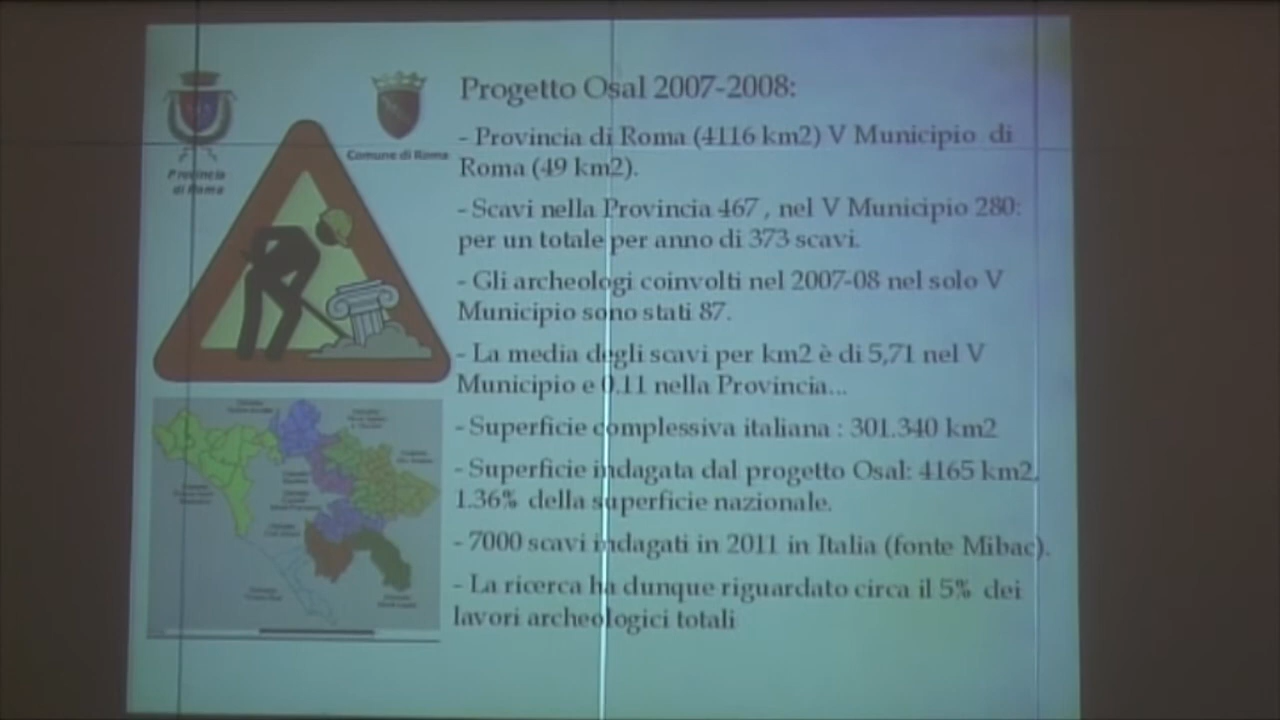 Progetto Osal 2007-2008:
- Provincia di Roma (4116 km2) V Municipio di
Roma (49 km2).
- Scavi nella Provincia 467 , nel V Municipio 280:
per un totale per anno di 373 scavi.
- Gli archeologi coinvolti nel 2007-08 nel solo V
Municipio sono stati 87.
- La media degli scavi per km2 è di 5,71 nel V
Municipio e 0.11 nella Provincia...
- Superficie complessiva italiana : 301.340 km2
- Superficie indagata dal progetto Osal: 4165 km2,
1.36% della superficie nazionale.
- 7000 scavi indagati in 2011 in Italia (fonte Mibac).
- La ricerca ha dunque riguardato circa il 5% dei
lavori archeologici totali
Provincia
di Roma
Comune di Roma